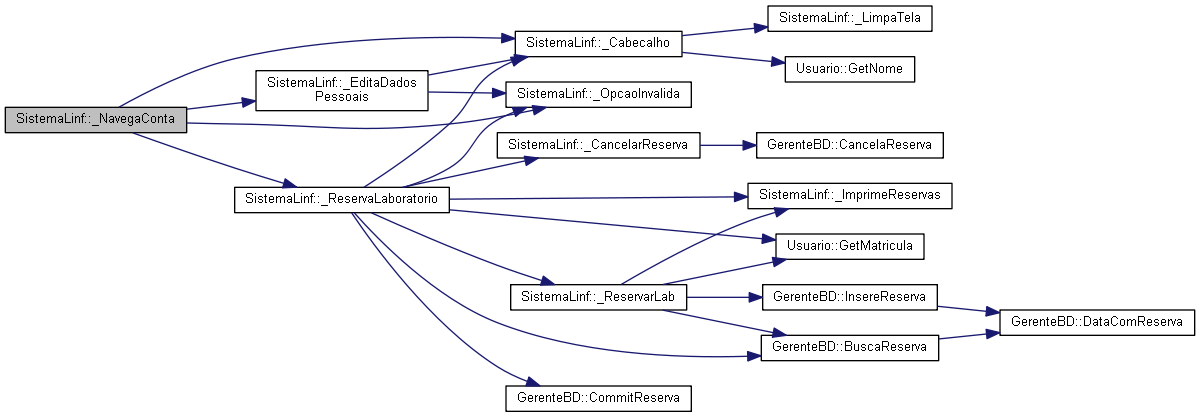 SistemaLinf::_NavegaConta
SistemaLinf::_EditaDados
Pessoais
SistemaLinf::_ReservaLaboratorio
SistemaLinf::_Cabecalho
SistemaLinf::_OpcaoInvalida
SistemaLinf::_CancelarReserva
SistemaLinf::_ReservarLab
GerenteBD::CommitReserva
SistemaLinf::_LimpaTela
Usuario::GetNome
GerenteBD::CancelaReserva
SistemaLinf::_ImprimeReservas
Usuario::GetMatricula
GerenteBD::InsereReserva
GerenteBD::BuscaReserva
GerenteBD::DataComReserva